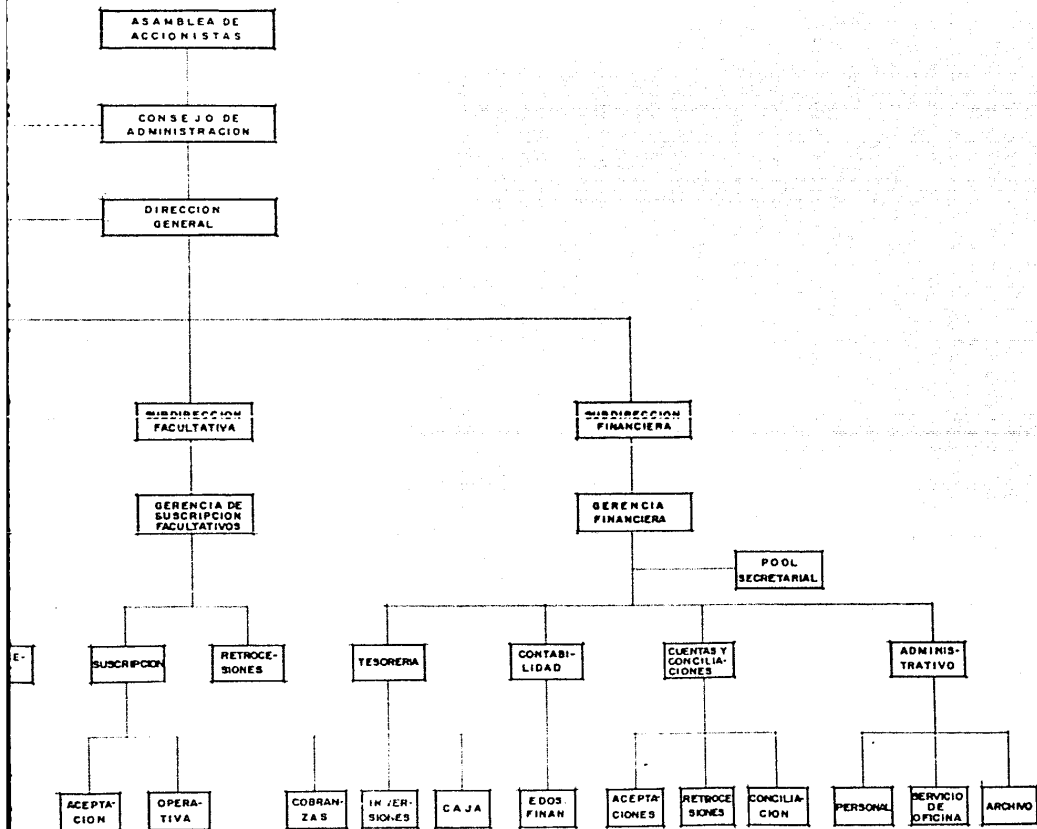 ASAMBLEA DE
ACCIONISTAS
CONSEJO DE
ADMINISTRACION
DIRECCION
GENERAL
SUBDIRECCION
FACULTATIVA
SUBDIRECCION
FINANCIERA
GERENCIA DE
SUSCRIPCION
FACULTATIVOS
GERENCIA
FINANCIERA
POOL
SECRETARIAL
E-
SUSCRIPCION
RETROCE-
SIONES
TESORERIA
CONTABI-
LIDAD
CUENTAS Y
CONCILIA-
CIONES
ADMINIS-
TRATIVO
ACEPTA-
CION
OPERA-
TIVA
COBRAN-
ZAS
INVER-
SIONES
CAJA
EDOS.
FINAN
ACEPTA-
CIONES
RETROCE
SIONES
CONCILIA-
CION
PERSONAL
SERVICIO
DE
OFICINA
ARCHIVO